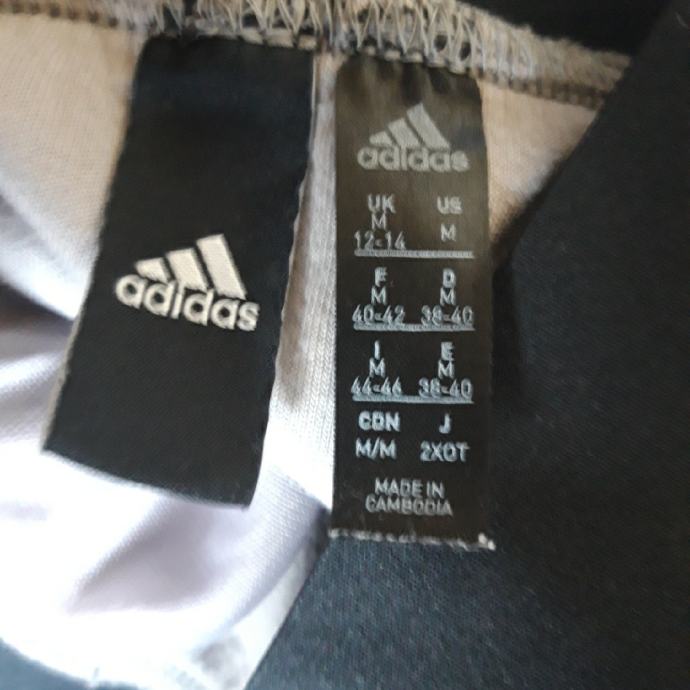 adidas
adidas
UK US
M M
12-14
F D
M M
40-42 38-40
I E
M M
44-46 38-40
CDN J
M/M 2XOT
MADE IN
CAMBODIA